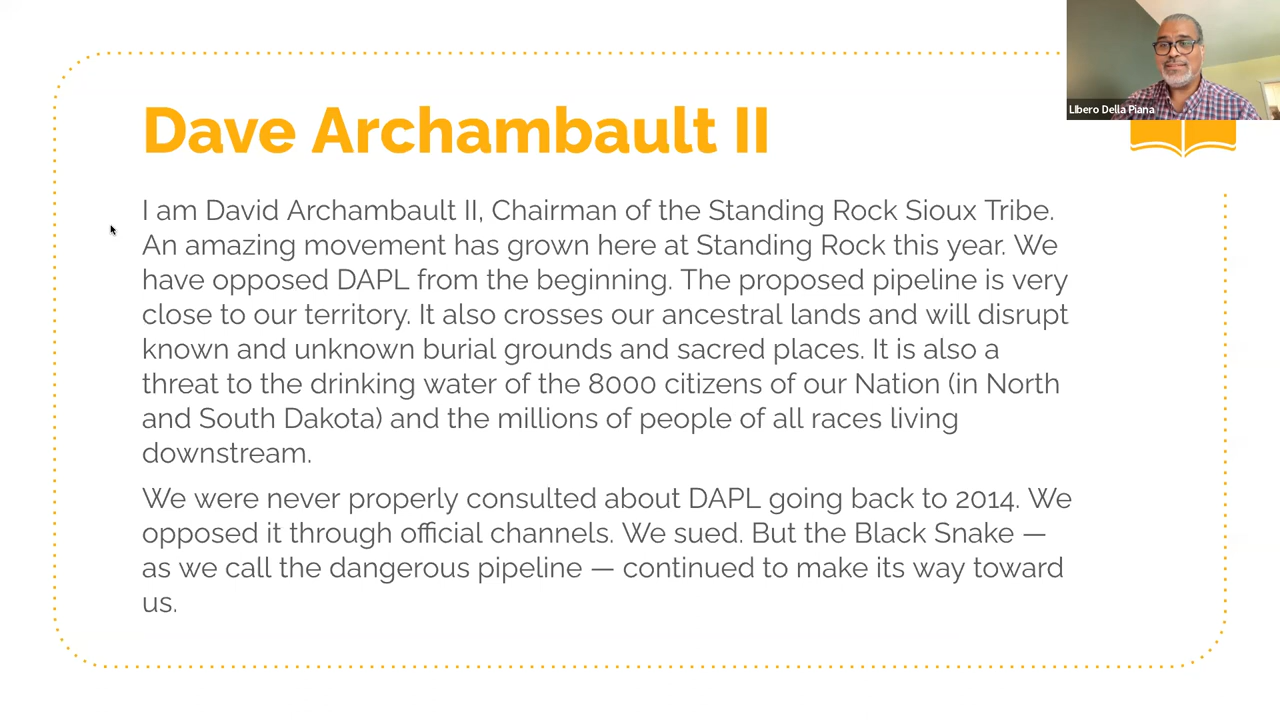 Dave Archambault II
LIbero Della Piana
I am David Archambault II, Chairman of the Standing Rock Sioux Tribe.
An amazing movement has grown here at Standing Rock this year. We
have opposed DAPL from the beginning. The proposed pipeline is very
close to our territory. It also crosses our ancestral lands and will disrupt
known and unknown burial grounds and sacred places. It is also a
threat to the drinking water of the 8000 citizens of our Nation (in North
and South Dakota) and the millions of people of all races living
downstream.
We were never properly consulted about DAPL going back to 2014. We
opposed it through official channels. We sued. But the Black Snake —
as we call the dangerous pipeline — continued to make its way toward
us.